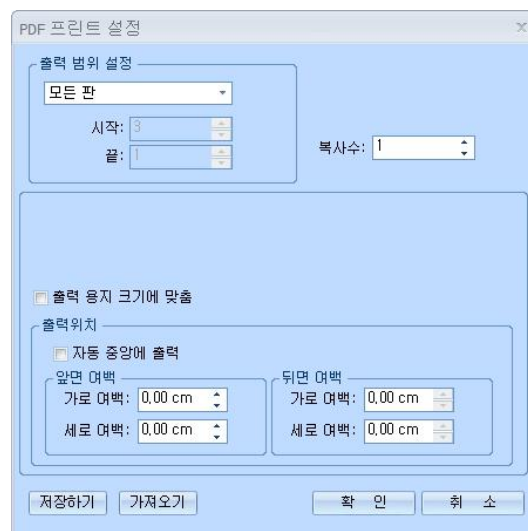 PDF 프린트 설정
출력 범위 설정
모든 판
시작: 3
끝: 1
복사수: 1
출력 용지 크기에 맞춤
출력위치
자동 중앙에 출력
앞면 여백
가로 여백: 0,00 cm
세로 여백: 0,00 cm
뒤면 여백
가로 여백: 0,00 cm
세로 여백: 0,00 cm
저장하기 가져오기 확 인 취 소